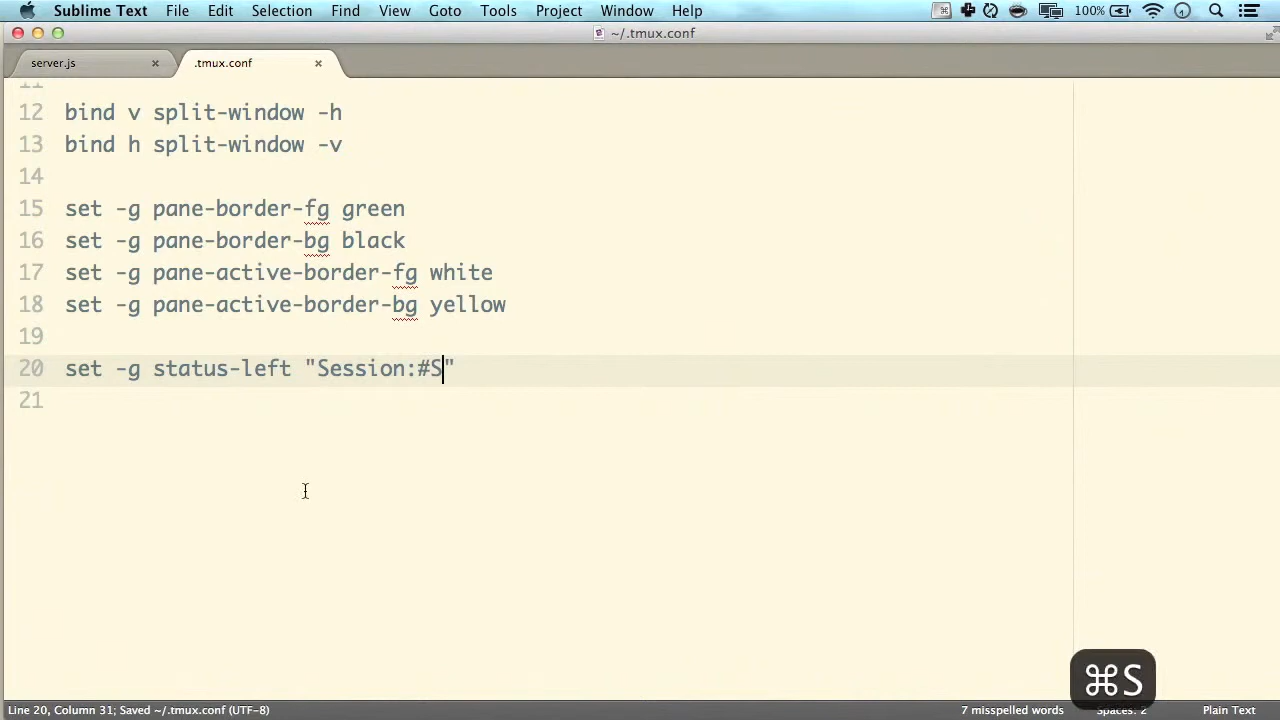 Sublime Text File Edit Selection Find View Goto Tools Project Window Help 100%
~/.tmux.conf
server.js × .tmux.conf ×
11
12 bind v split-window -h
13 bind h split-window -v
14
15 set -g pane-border-fg green
16 set -g pane-border-bg black
17 set -g pane-active-border-fg white
18 set -g pane-active-border-bg yellow
19
20 set -g status-left "Session:#S"
21
⌘S
Line 20, Column 31; Saved ~/.tmux.conf (UTF-8) 7 misspelled words Spaces: 2 Plain Text